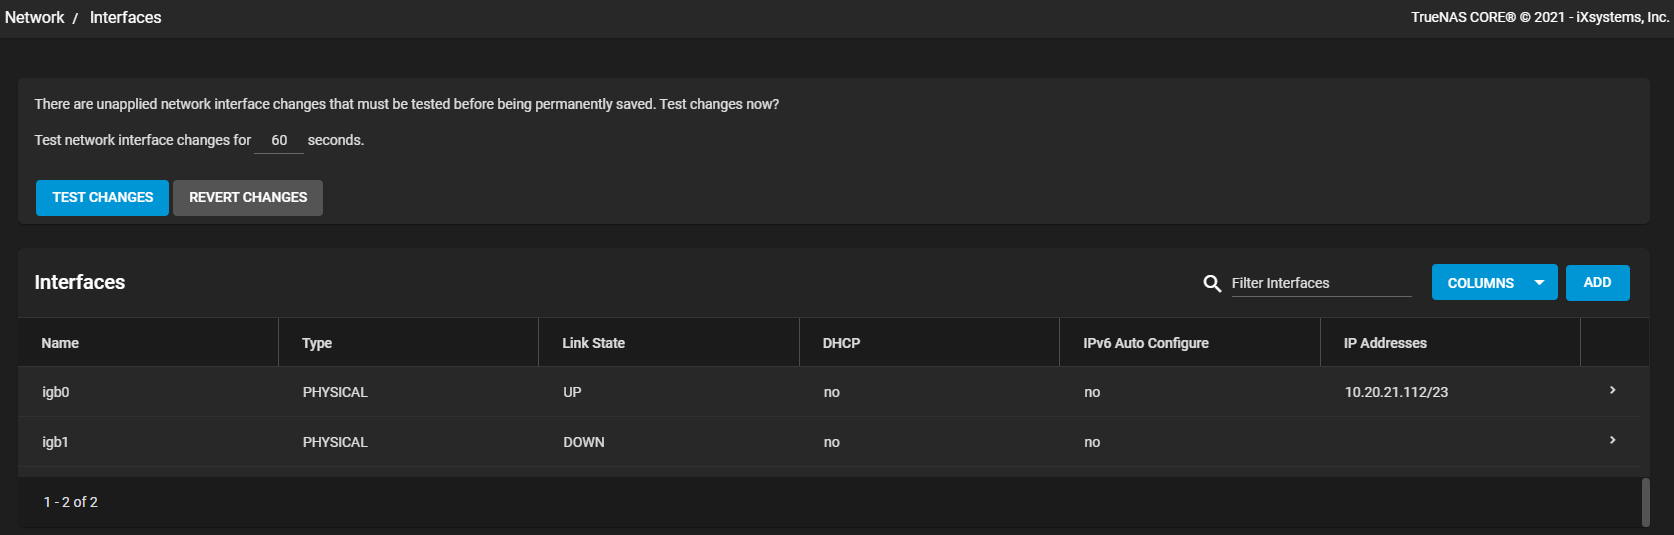 Network / Interfaces
TrueNAS CORE® © 2021 - iXsystems, Inc.
There are unapplied network interface changes that must be tested before being permanently saved. Test changes now?
Test network interface changes for 60 seconds.
TEST CHANGES REVERT CHANGES
Interfaces
Filter Interfaces COLUMNS ADD
Name Type Link State DHCP IPv6 Auto Configure IP Addresses
igb0 PHYSICAL UP no no 10.20.21.112/23
igb1 PHYSICAL DOWN no no
1 - 2 of 2